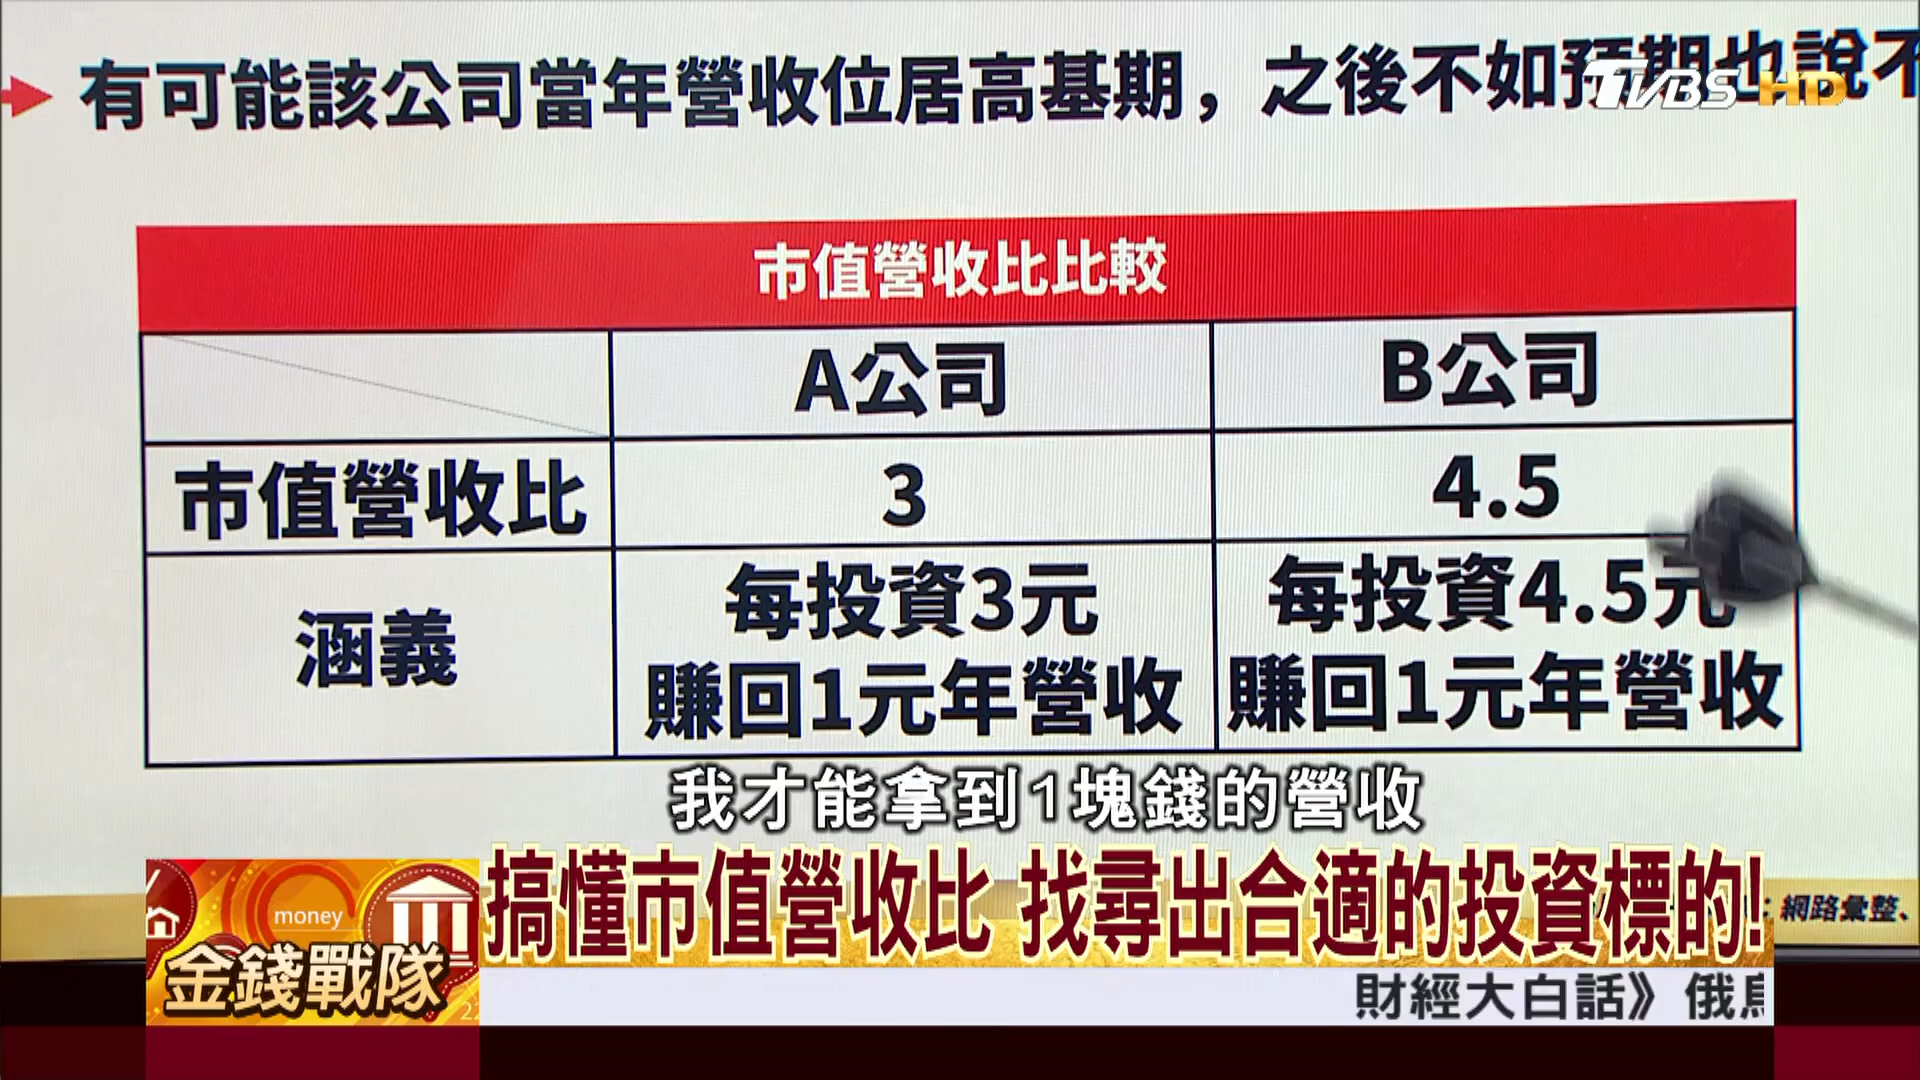 有可能該公司當年營收位居高基期，之後不如預期也說不
TVBS HD
市值營收比比較
A公司
B公司
市值營收比
3
4.5
涵義
每投資3元
賺回1元年營收
每投資4.5元
賺回1元年營收
我才能拿到1塊錢的營收
搞懂市值營收比 找尋出合適的投資標的!
money
金錢戰隊
：網路彙整、
財經大白話》俄